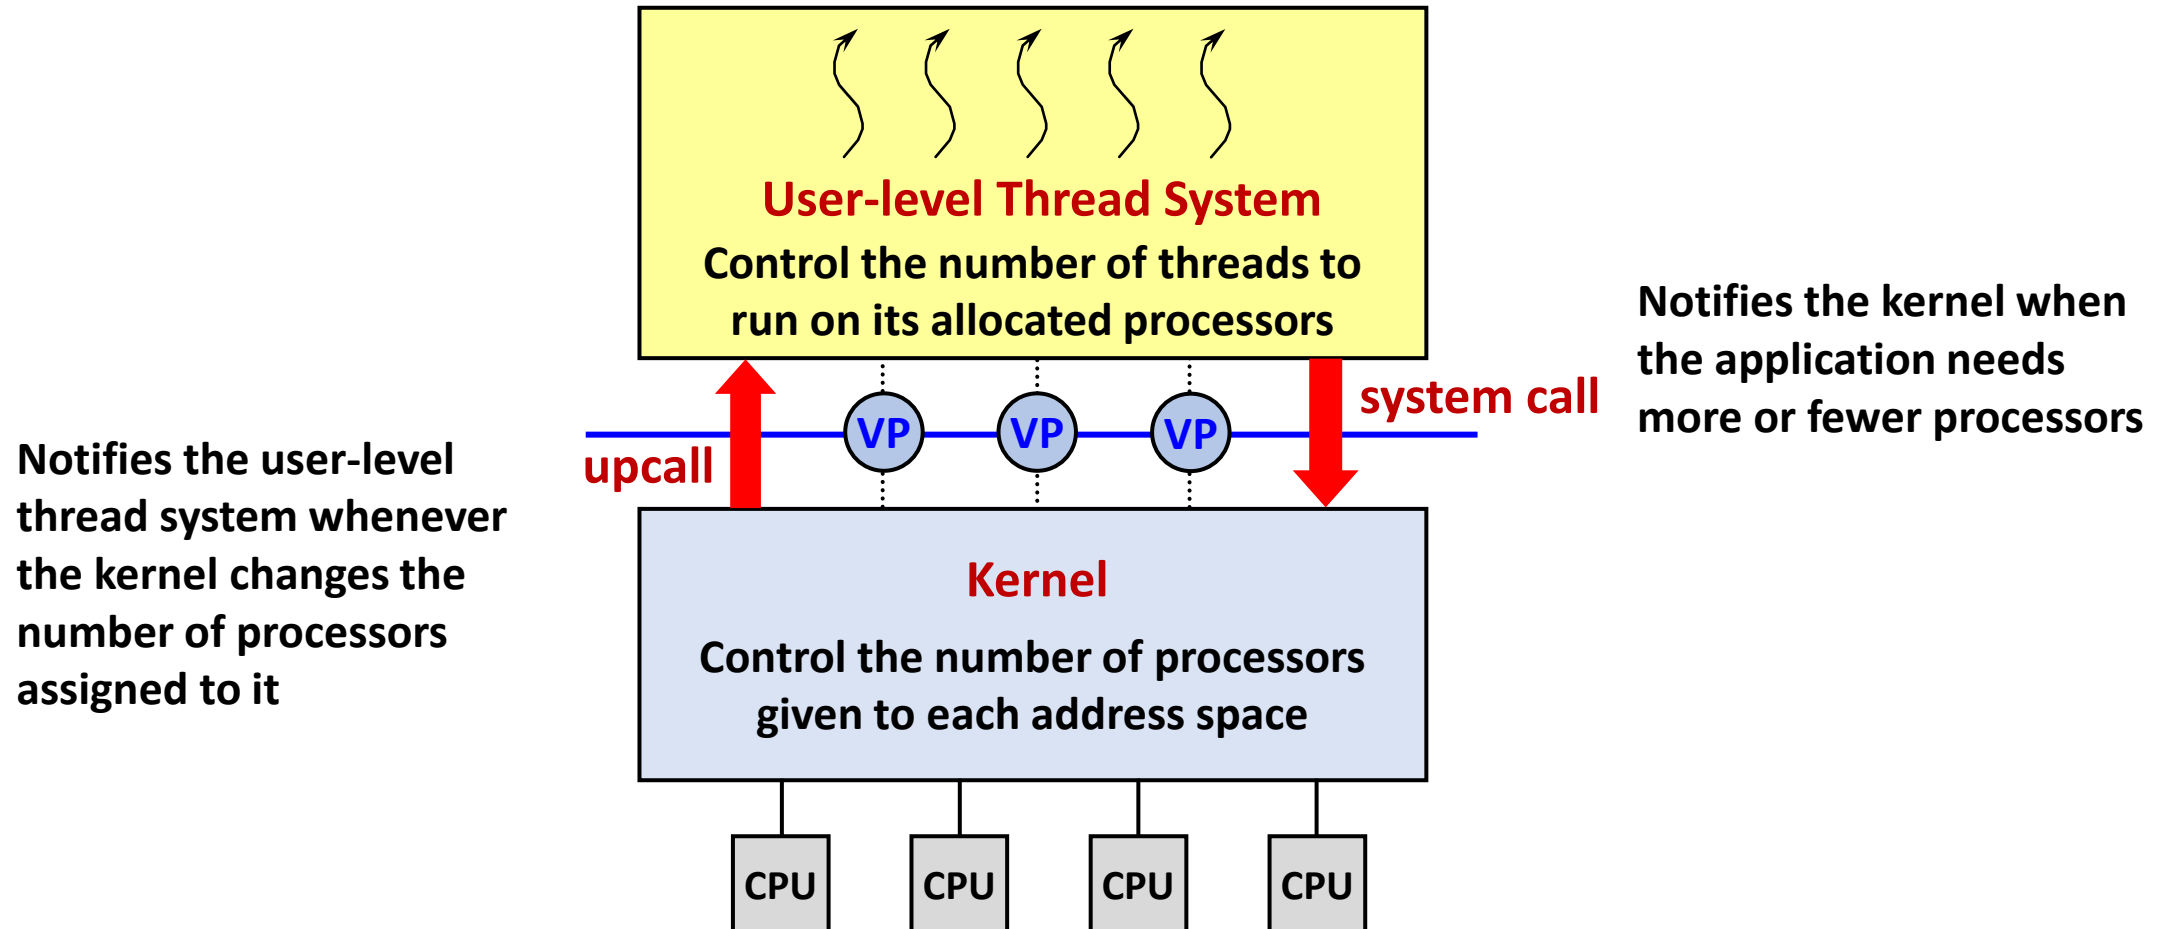 User-level Thread System
Control the number of threads to
run on its allocated processors
Notifies the kernel when
the application needs
more or fewer processors
system call
VP
VP
VP
upcall
Notifies the user-level
thread system whenever
the kernel changes the
number of processors
assigned to it
Kernel
Control the number of processors
given to each address space
CPU
CPU
CPU
CPU